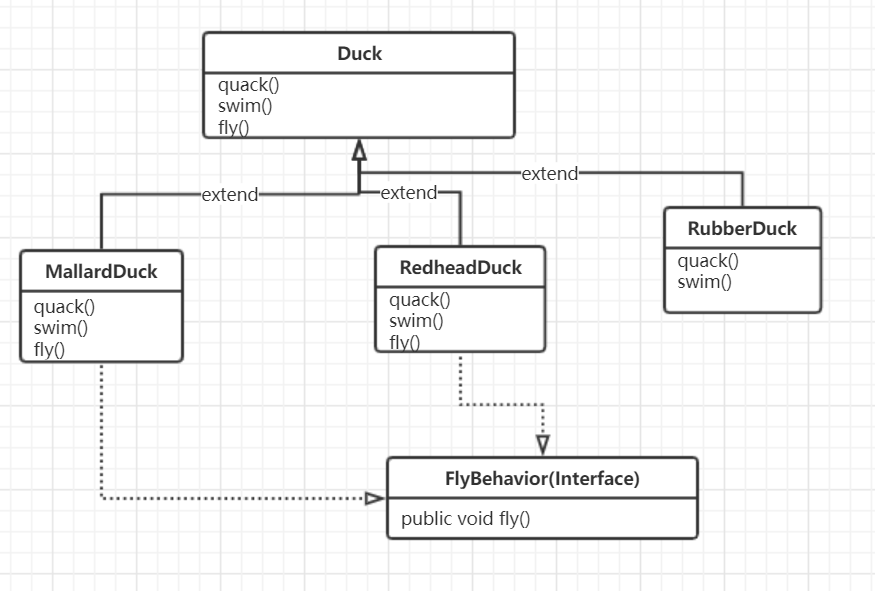 Duck
quack()
swim()
fly()
extend
extend
extend
MallardDuck
quack()
swim()
fly()
RedheadDuck
quack()
swim()
fly()
RubberDuck
quack()
swim()
FlyBehavior(Interface)
public void fly()